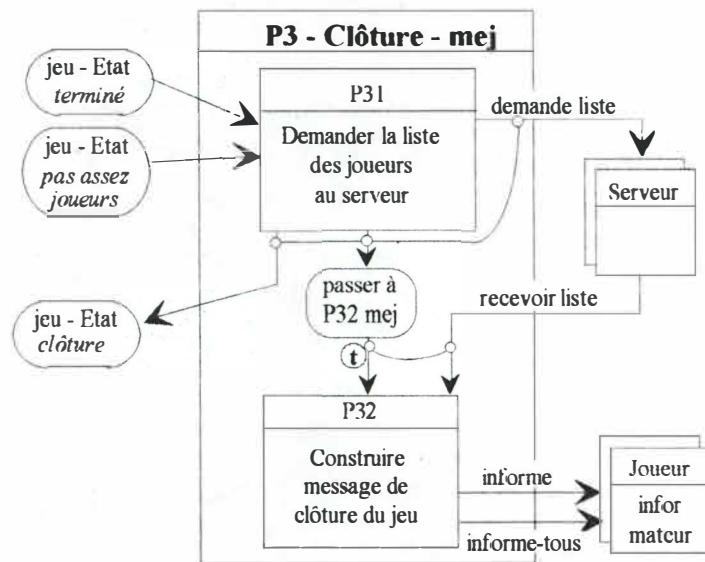 P3 - Clôture - mej
jeu - Etat
terminé
jeu - Etat
pas assez
joueurs
P31
Demander la liste
des joueurs
au serveur
demande liste
Serveur
passer à
P32 mej
recevoir liste
jeu - Etat
clôture
t
P32
Construire
message de
clôture du jeu
informe
informe-tous
Joueur
infor
mateur